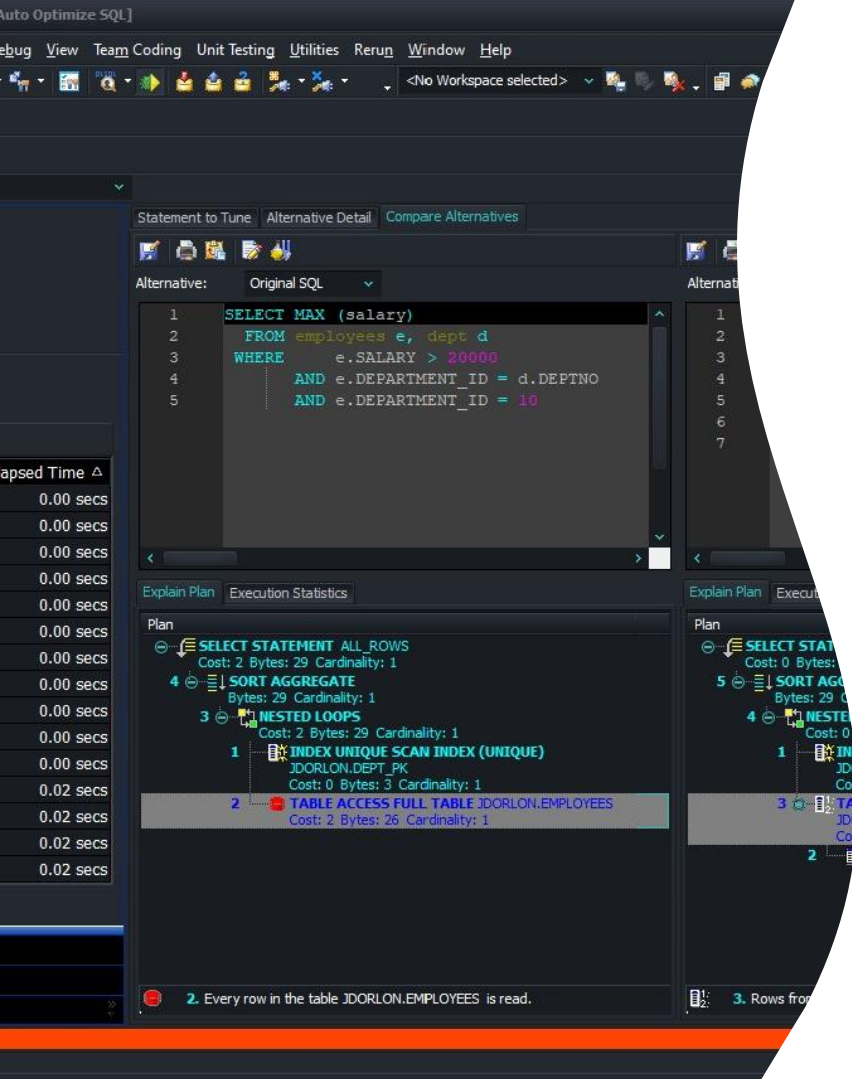 Auto Optimize SQL]
ebug View Team Coding Unit Testing Utilities Rerun Window Help
<No Workspace selected>
Statement to Tune Alternative Detail Compare Alternatives
Alternative: Original SQL
1 SELECT MAX (salary)
2 FROM employees e, dept d
3 WHERE e.SALARY > 20000
4 AND e.DEPARTMENT_ID = d.DEPTNO
5 AND e.DEPARTMENT_ID = 10
Explain Plan Execution Statistics
Plan
SELECT STATEMENT ALL_ROWS
Cost: 2 Bytes: 29 Cardinality: 1
4 SORT AGGREGATE
Bytes: 29 Cardinality: 1
3 NESTED LOOPS
Cost: 2 Bytes: 29 Cardinality: 1
1 INDEX UNIQUE SCAN INDEX (UNIQUE)
JDORLON.DEPT_PK
Cost: 0 Bytes: 3 Cardinality: 1
2 TABLE ACCESS FULL TABLE JDORLON.EMPLOYEES
Cost: 2 Bytes: 26 Cardinality: 1
2. Every row in the table JDORLON.EMPLOYEES is read.
apsed Time
0.00 secs
0.00 secs
0.00 secs
0.00 secs
0.00 secs
0.00 secs
0.00 secs
0.00 secs
0.00 secs
0.00 secs
0.00 secs
0.02 secs
0.02 secs
0.02 secs
0.02 secs
Alternati
1
2
3
4
5
6
7
Explain Plan Execut
Plan
SELECT STAT
Cost: 0 Bytes:
5 SORT AGG
Bytes: 29
4 NESTE
Cost: 0
1 IN
JD
Co
3 TA
JD
Co
2
3. Rows from